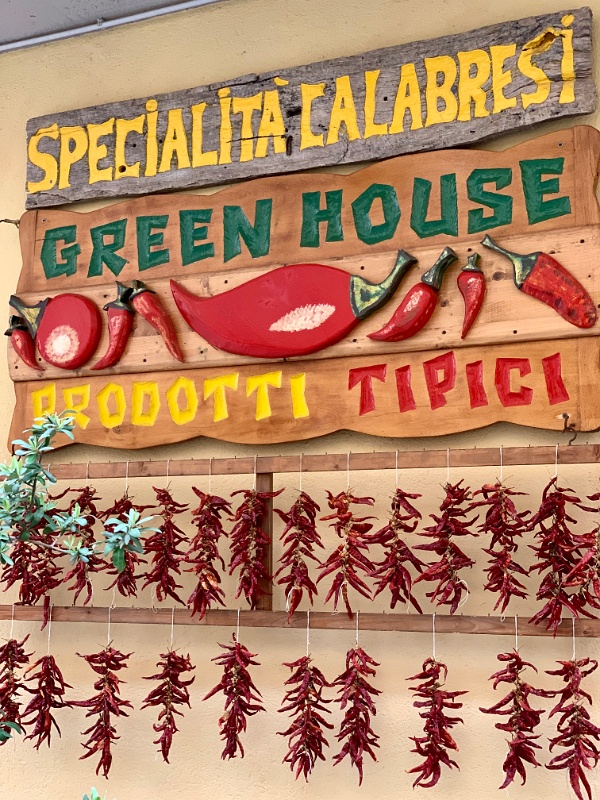 SPECIALITÀ CALABRESI
GREEN HOUSE
PRODOTTI TIPICI